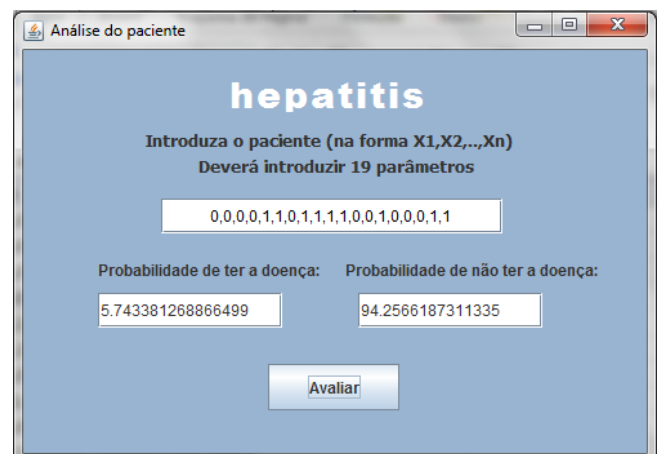 Análise do paciente
hepatitis
Introduza o paciente (na forma X1,X2,..,Xn)
Deverá introduzir 19 parâmetros
0,0,0,0,1,1,0,1,1,1,1,0,0,1,0,0,0,1,1
Probabilidade de ter a doença: Probabilidade de não ter a doença:
5.743381268866499 94.2566187311335
Avaliar